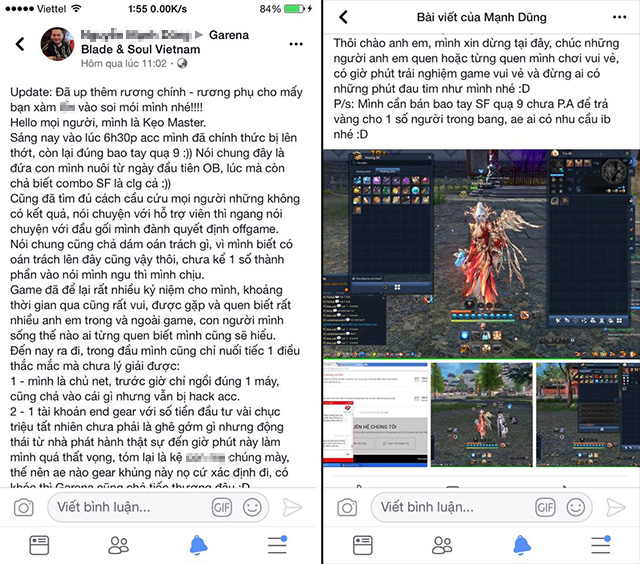 Viettel 1:55 0.00K/s 84%
Mạnh Dũng ▸ Garena
Blade & Soul Vietnam
Hôm qua lúc 11:02
Update: Đã up thêm rương chính - rương phụ cho mấy
bạn xàm vào soi mói mình nhé!!!!
Hello mọi người, mình là Kẹo Master.
Sáng nay vào lúc 6h30p acc mình đã chính thức bị lên
thớt, còn lại đúng bao tay quạ 9 :)) Nói chung đây là
đứa con mình nuôi từ ngày đầu tiên OB, lúc mà còn
chả biết combo SF là clg cả :))
Cũng đã tìm đủ cách cầu cứu mọi người những không
có kết quả, nói chuyện với hỗ trợ viên thì ngang nói
chuyện với đầu gối mình đành quyết định offgame.
Nói chung cũng chả dám oán trách gì, vì mình biết có
oán trách lên đây cũng vậy thôi, chưa kể 1 số thành
phần vào nói mình ngu thì mình chịu.
Game đã để lại rất nhiều kỷ niệm cho mình, khoảng
thời gian qua cũng rất vui, được gặp và quen biết rất
nhiều anh em trong và ngoài game, con người mình
sống thế nào ai từng quen biết mình cũng sẽ hiểu.
Đến nay ra đi, trong đầu mình cũng chỉ nuối tiếc 1 điều
thắc mắc mà chưa lý giải được:
1 - mình là chủ net, trước giờ chỉ ngồi đúng 1 máy,
cũng chả vào cái gì nhưng vẫn bị hack acc.
2 - 1 tài khoản end gear với số tiền đầu tư vài chục
triệu tất nhiên chưa phải là ghê gớm gì nhưng động
thái từ nhà phát hành thật sự đến giờ phút này làm
mình quá thất vọng, tóm lại là kệ chúng mày,
thế nên ae nào gear khủng này nọ cứ xác định đi, có
khóc thì Garena cũng chả tiếc thương đâu :D
Viết bình luận...
GIF
Bài viết của Mạnh Dũng
Thôi chào anh em, mình xin dừng tại đây, chúc những
người anh em quen hoặc từng quen mình chơi vui vẻ,
có giờ phút trải nghiệm game vui vẻ và đừng ai có
những phút đau tim như mình nhé :D
P/s: Mình cần bán bao tay SF quạ 9 chưa P.A để trả
vàng cho 1 số người trong bang, ae ai có nhu cầu ib
nhé :D
LIÊN HỆ CHÚNG TÔI
Viết bình luận...
GIF